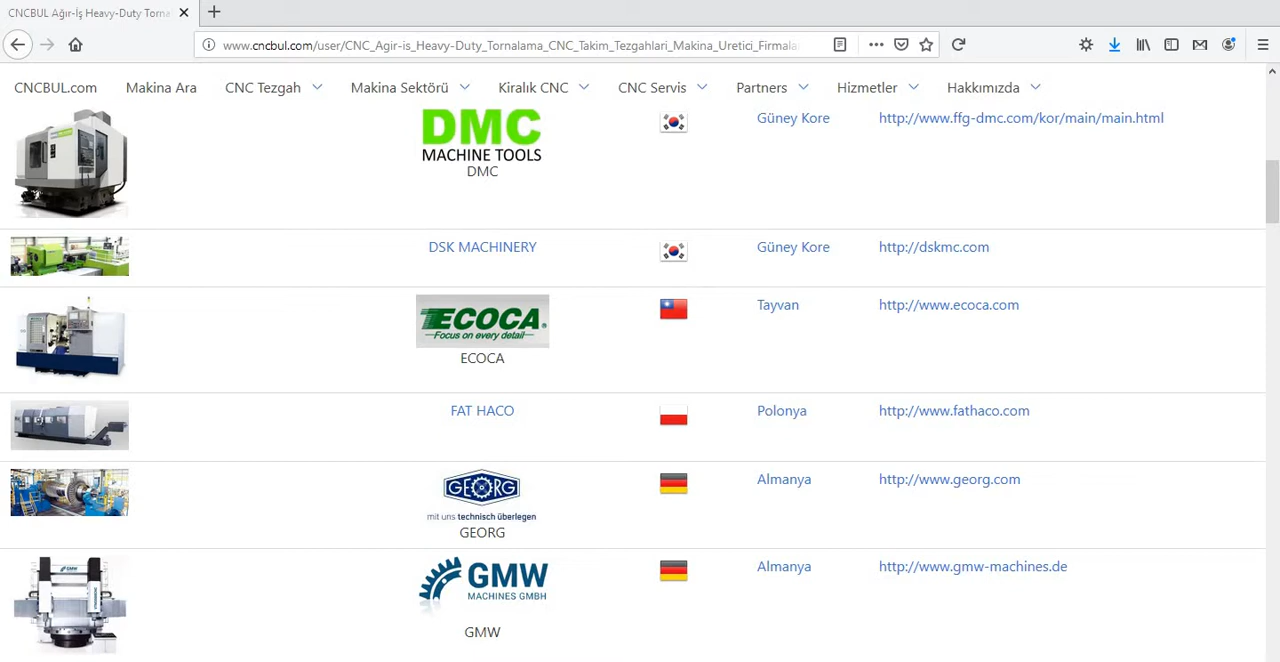 CNCBUL Ağır-İş Heavy-Duty Torna
www.cncbul.com/user/CNC_Agir-is_Heavy-Duty_Tornalama_CNC_Takim_Tezgahlari_Makina_Uretici_Firmala
CNCBUL.com Makina Ara CNC Tezgah Makina Sektörü Kiralık CNC CNC Servis Partners Hizmetler Hakkımızda
DMC
MACHINE TOOLS
DMC
Güney Kore
http://www.ffg-dmc.com/kor/main/main.html
DSK MACHINERY
Güney Kore
http://dskmc.com
ECOCA
Focus on every detail
ECOCA
Tayvan
http://www.ecoca.com
FAT HACO
Polonya
http://www.fathaco.com
GEORG
mit uns technisch überlegen
GEORG
Almanya
http://www.georg.com
GMW
MACHINES GMBH
GMW
Almanya
http://www.gmw-machines.de